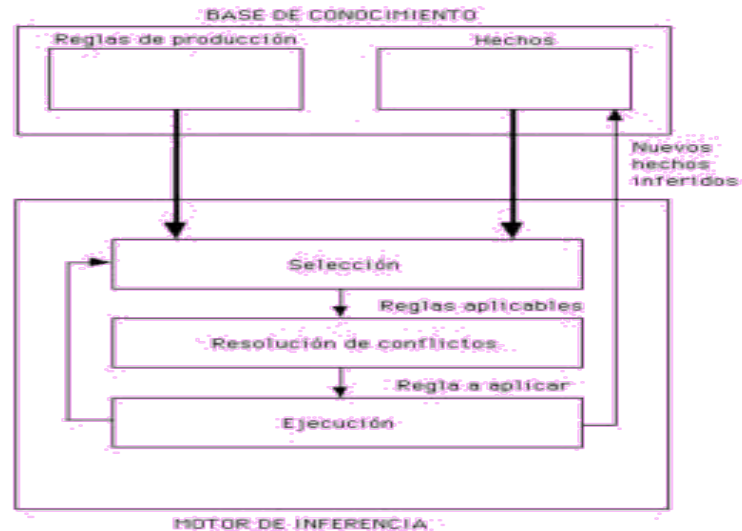 BASE DE CONOCIMIENTO
Reglas de producción
Hechos
Nuevos
hechos
inferidos
Selección
Reglas aplicables
Resolución de conflictos
Regla a aplicar
Ejecución
MOTOR DE INFERENCIA